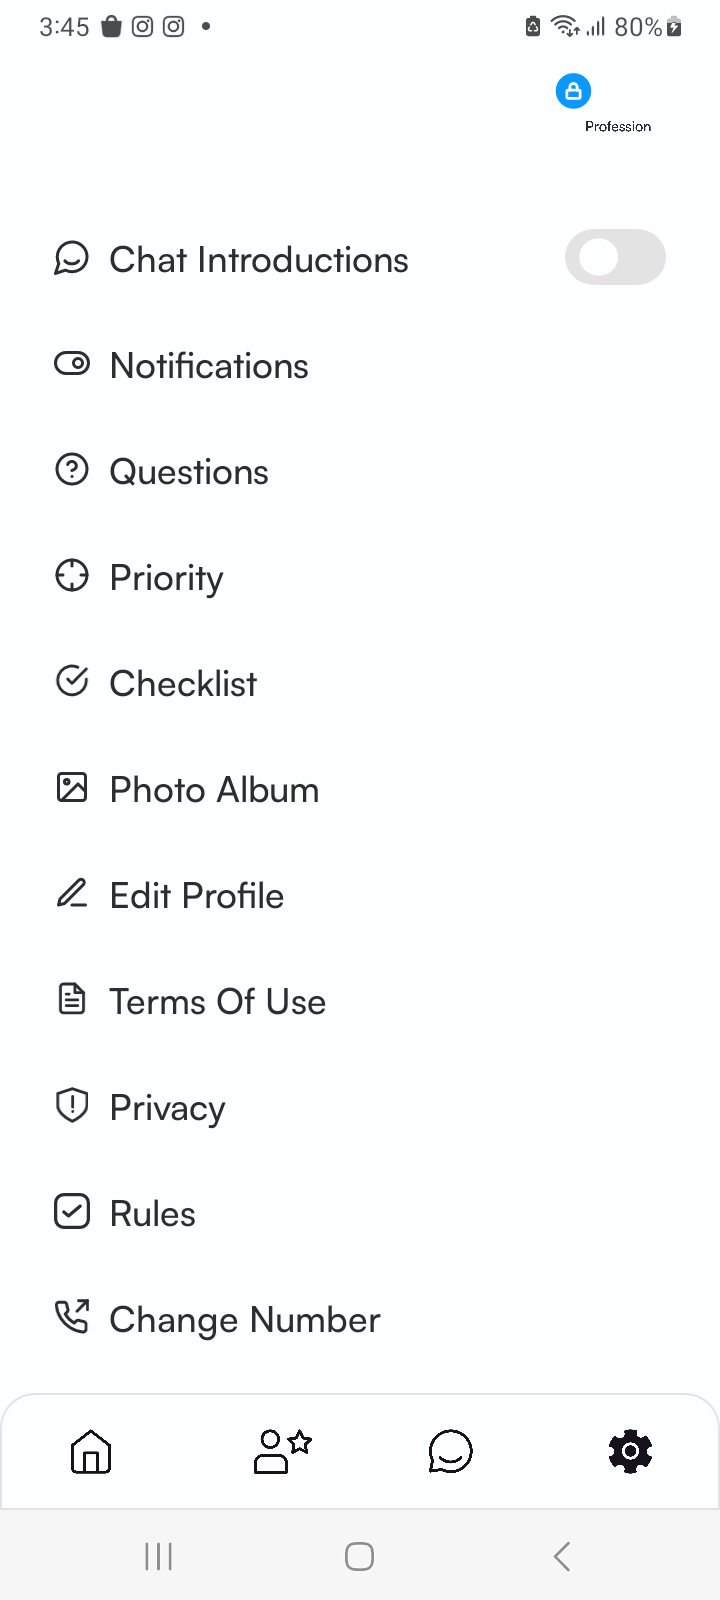 3:45 80%
Profession
Chat Introductions
Notifications
Questions
Priority
Checklist
Photo Album
Edit Profile
Terms Of Use
Privacy
Rules
Change Number